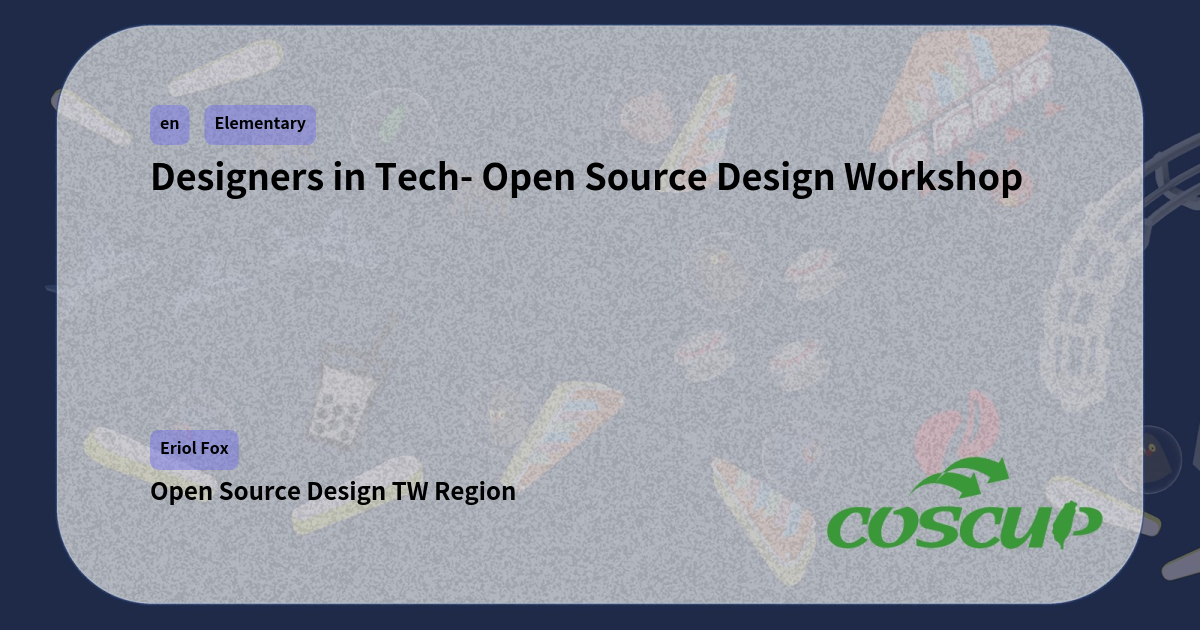 en Elementary
Designers in Tech- Open Source Design Workshop
Eriol Fox
Open Source Design TW Region
COSCUP